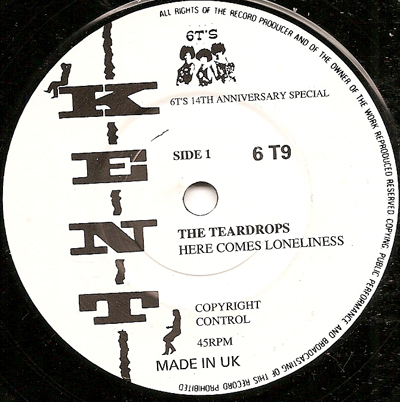 ALL RIGHTS OF THE RECORD PRODUCER AND OF THE OWNER OF THE WORK REPRODUCED RESERVED COPYING PUBLIC PERFORMANCE AND BROADCASTING OF THIS RECORD PROHIBITED
6T'S
6T'S 14TH ANNIVERSARY SPECIAL
KENT
SIDE 1 6 T9
THE TEARDROPS
HERE COMES LONELINESS
COPYRIGHT
CONTROL
45RPM
MADE IN UK